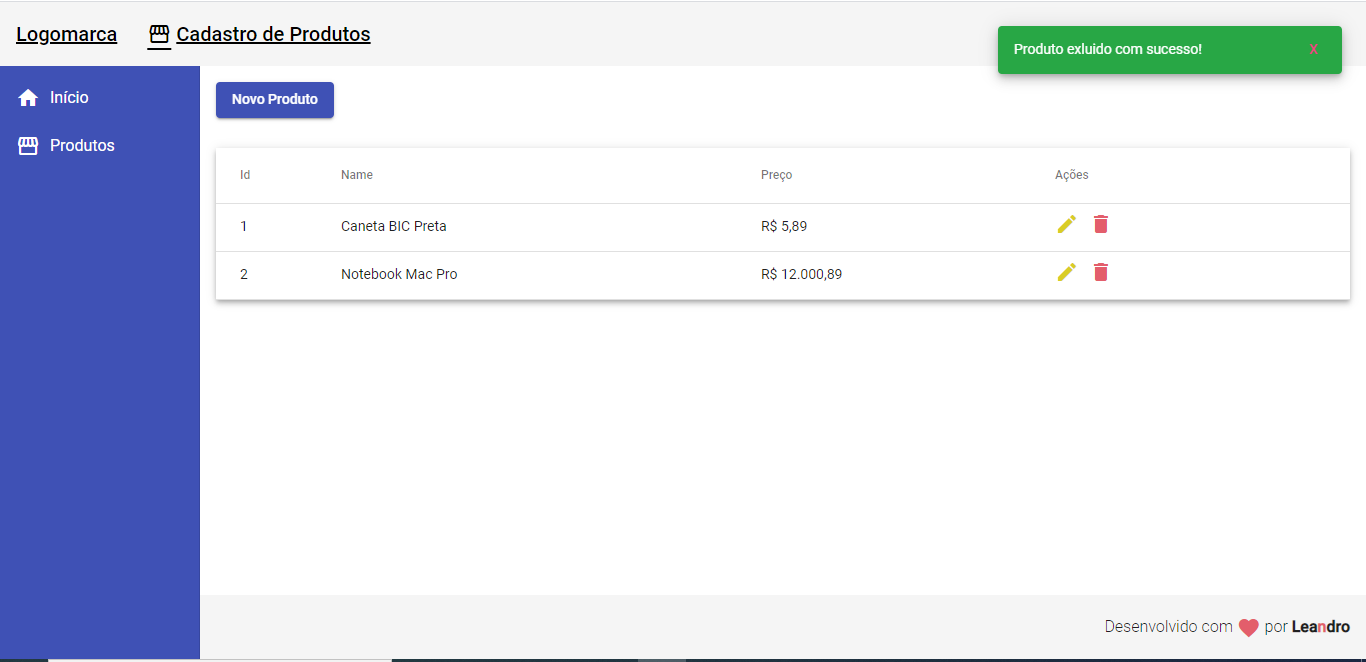 Logomarca
Cadastro de Produtos
Produto exluido com sucesso!
x
Início
Produtos
Novo Produto
Id Name Preço Ações
1 Caneta BIC Preta R$ 5,89
2 Notebook Mac Pro R$ 12.000,89
Desenvolvido com por Leandro